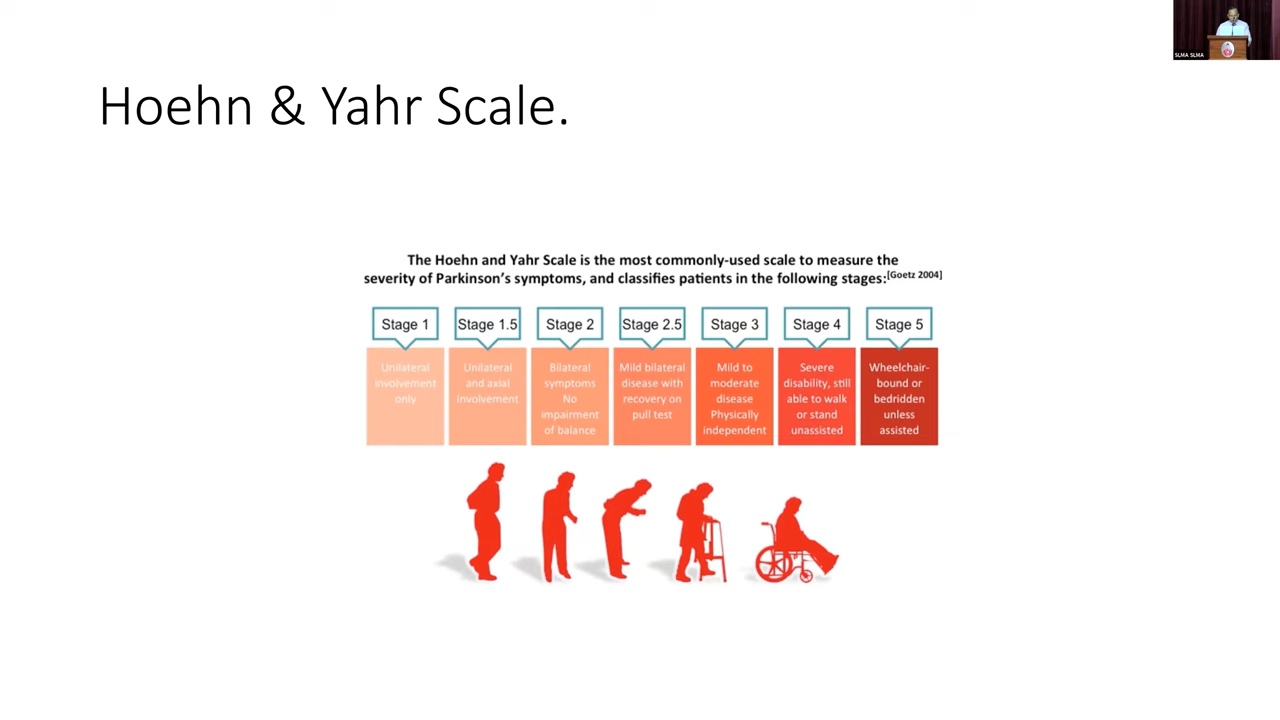 SLMA SLMA
Hoehn & Yahr Scale.
The Hoehn and Yahr Scale is the most commonly-used scale to measure the
severity of Parkinson's symptoms, and classifies patients in the following stages:[Goetz 2004]
Stage 1
Unilateral
involvement
only
Stage 1.5
Unilateral
and axial
involvement
Stage 2
Bilateral
symptoms
No
impairment
of balance
Stage 2.5
Mild bilateral
disease with
recovery on
pull test
Stage 3
Mild to
moderate
disease
Physically
independent
Stage 4
Severe
disability, still
able to walk
or stand
unassisted
Stage 5
Wheelchair-
bound or
bedridden
unless
assisted